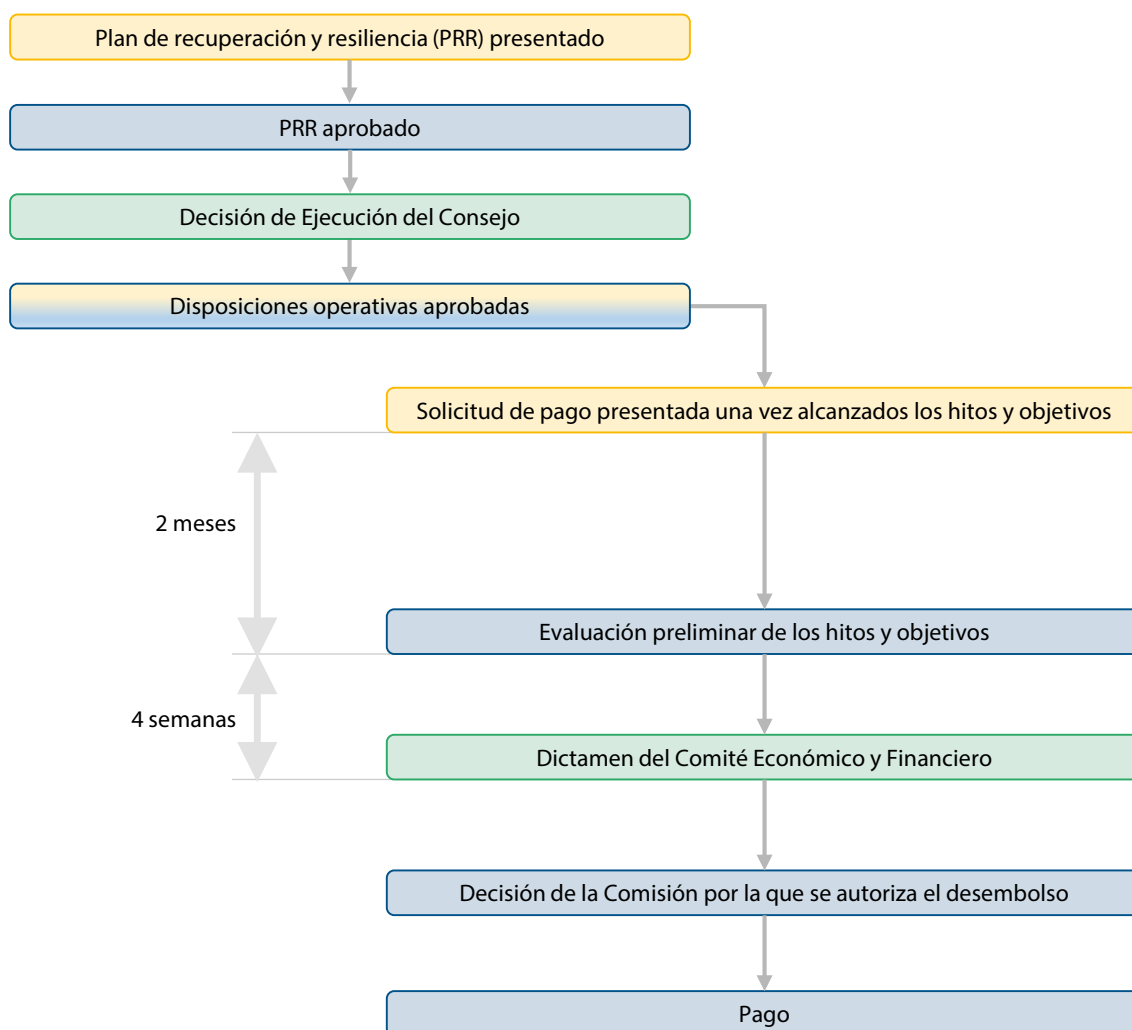 Plan de recuperación y resiliencia (PRR) presentado
PRR aprobado
Decisión de Ejecución del Consejo
Disposiciones operativas aprobadas
Solicitud de pago presentada una vez alcanzados los hitos y objetivos
2 meses
Evaluación preliminar de los hitos y objetivos
4 semanas
Dictamen del Comité Económico y Financiero
Decisión de la Comisión por la que se autoriza el desembolso
Pago